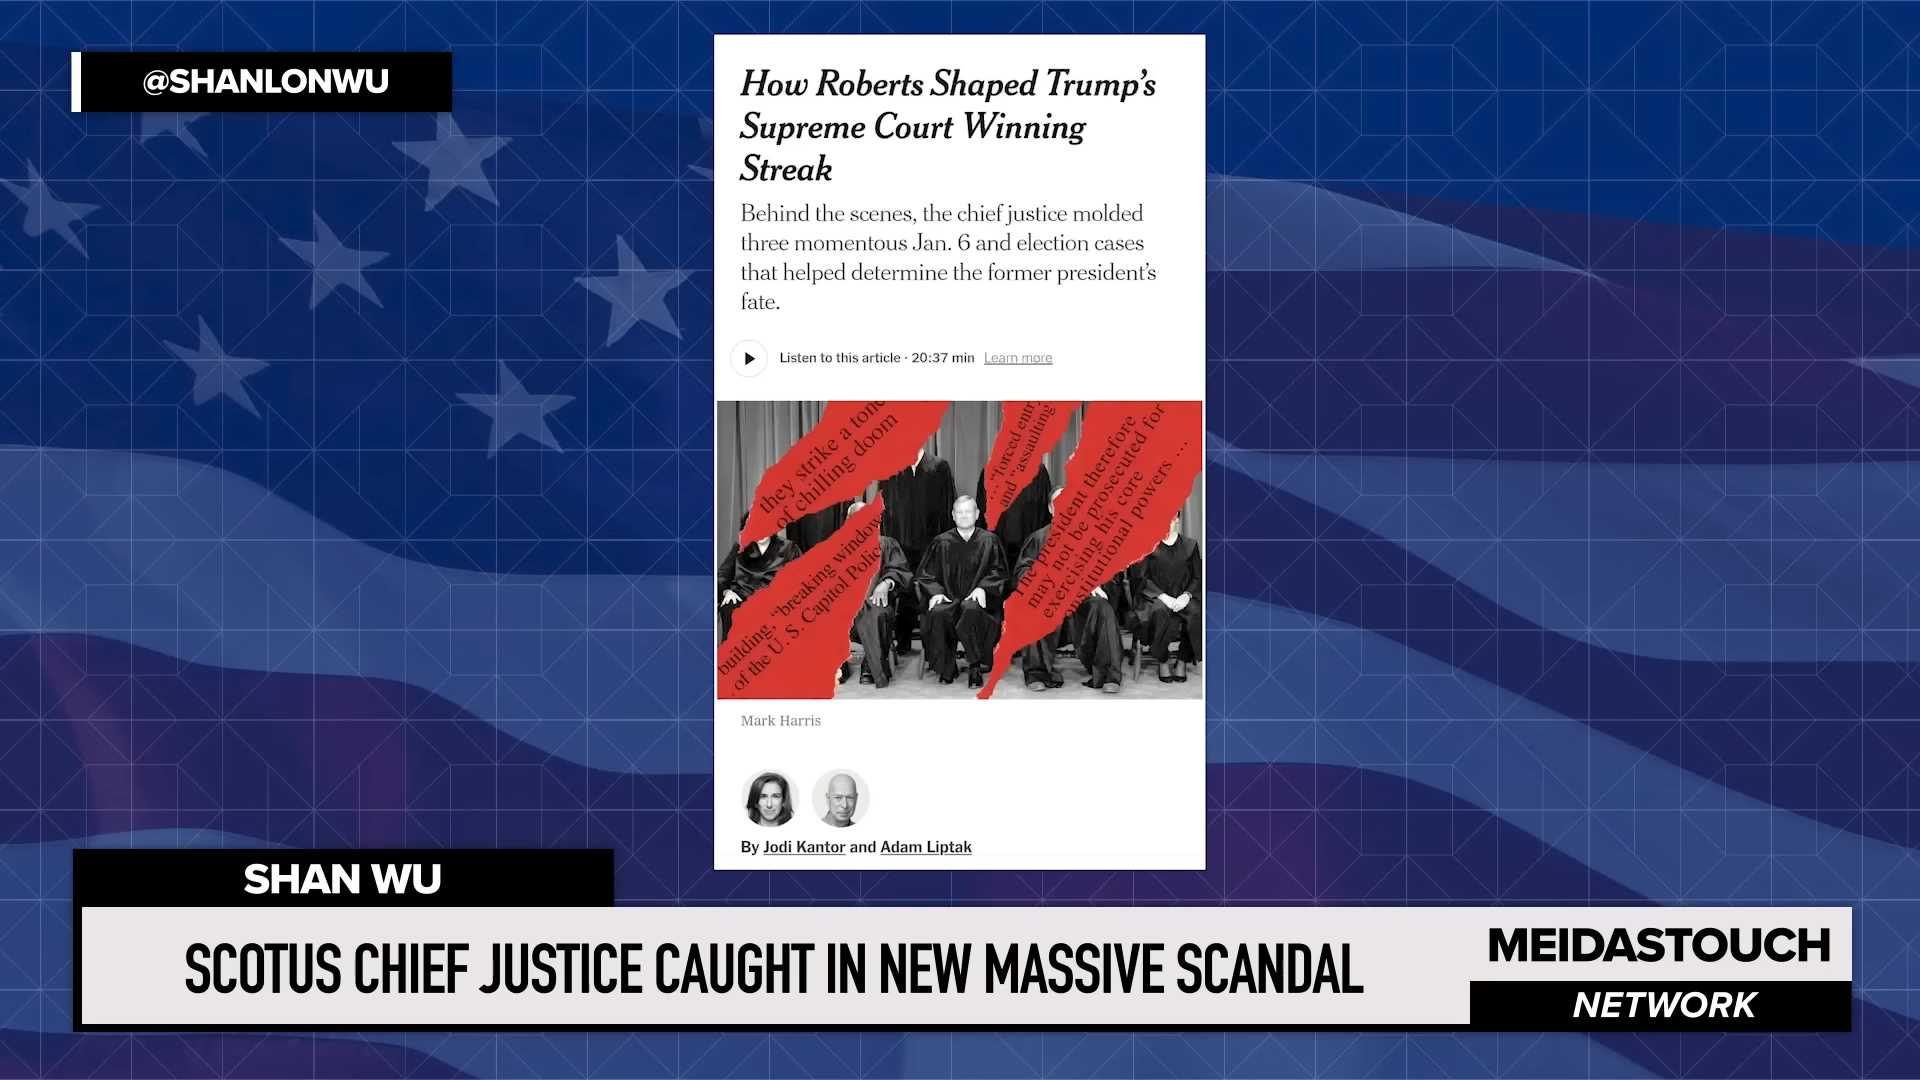 @SHANLONWU
How Roberts Shaped Trump's
Supreme Court Winning
Streak
Behind the scenes, the chief justice molded
three momentous Jan. 6 and election cases
that helped determine the former president's
fate.
Listen to this article · 20:37 min Learn more
they strike a tone
of chilling doom
... "forced entry
and "assaulting
The president therefore
may not be prosecuted for
exercising his core
constitutional powers ...
building, "breaking window
of the U. S. Capitol Polic
Mark Harris
By Jodi Kantor and Adam Liptak
SHAN WU
SCOTUS CHIEF JUSTICE CAUGHT IN NEW MASSIVE SCANDAL
MEIDASTOUCH
NETWORK